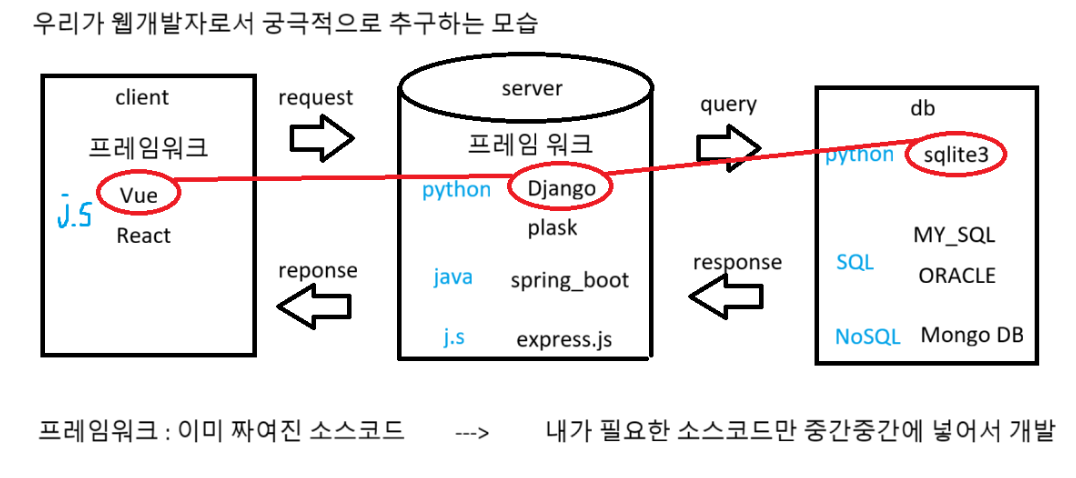 우리가 웹개발자로서 궁극적으로 추구하는 모습
client
프레임워크
Vue
J.S
React
request
reponse
server
프레임 워크
python Django
plask
java spring_boot
j.s express.js
query
response
db
python sqlite3
MY_SQL
SQL
ORACLE
NoSQL Mongo DB
프레임워크 : 이미 짜여진 소스코드 ---> 내가 필요한 소스코드만 중간중간에 넣어서 개발